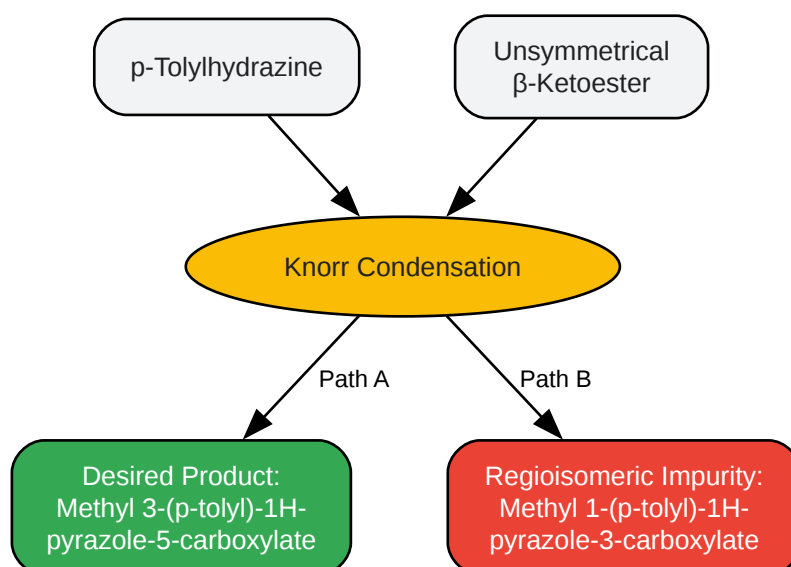 p-Tolylhydrazine
Unsymmetrical
β-Ketoester
Knorr Condensation
Path A
Path B
Desired Product:
Methyl 3-(p-tolyl)-1H-
pyrazole-5-carboxylate
Regioisomeric Impurity:
Methyl 1-(p-tolyl)-1H-
pyrazole-3-carboxylate